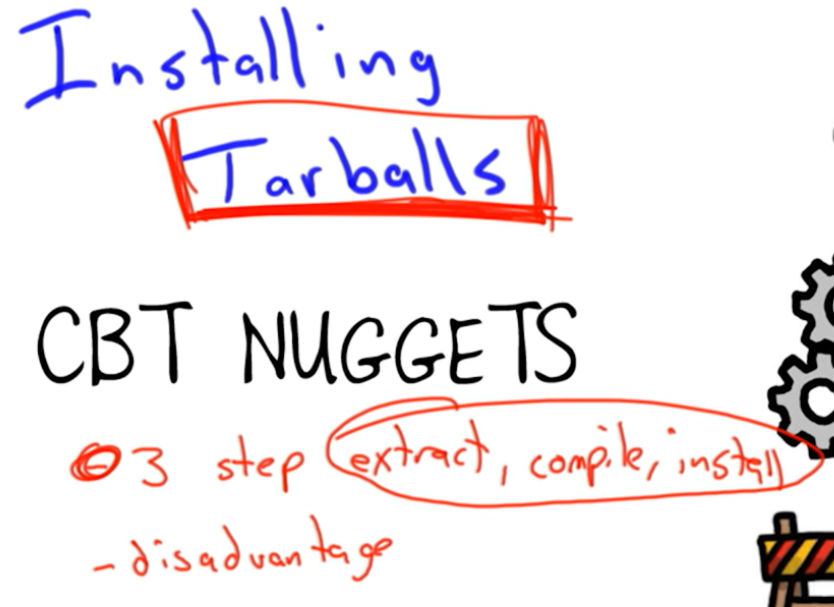 Installing
Tarballs
CBT NUGGETS
3 step extract, compile, install
- disadvantage